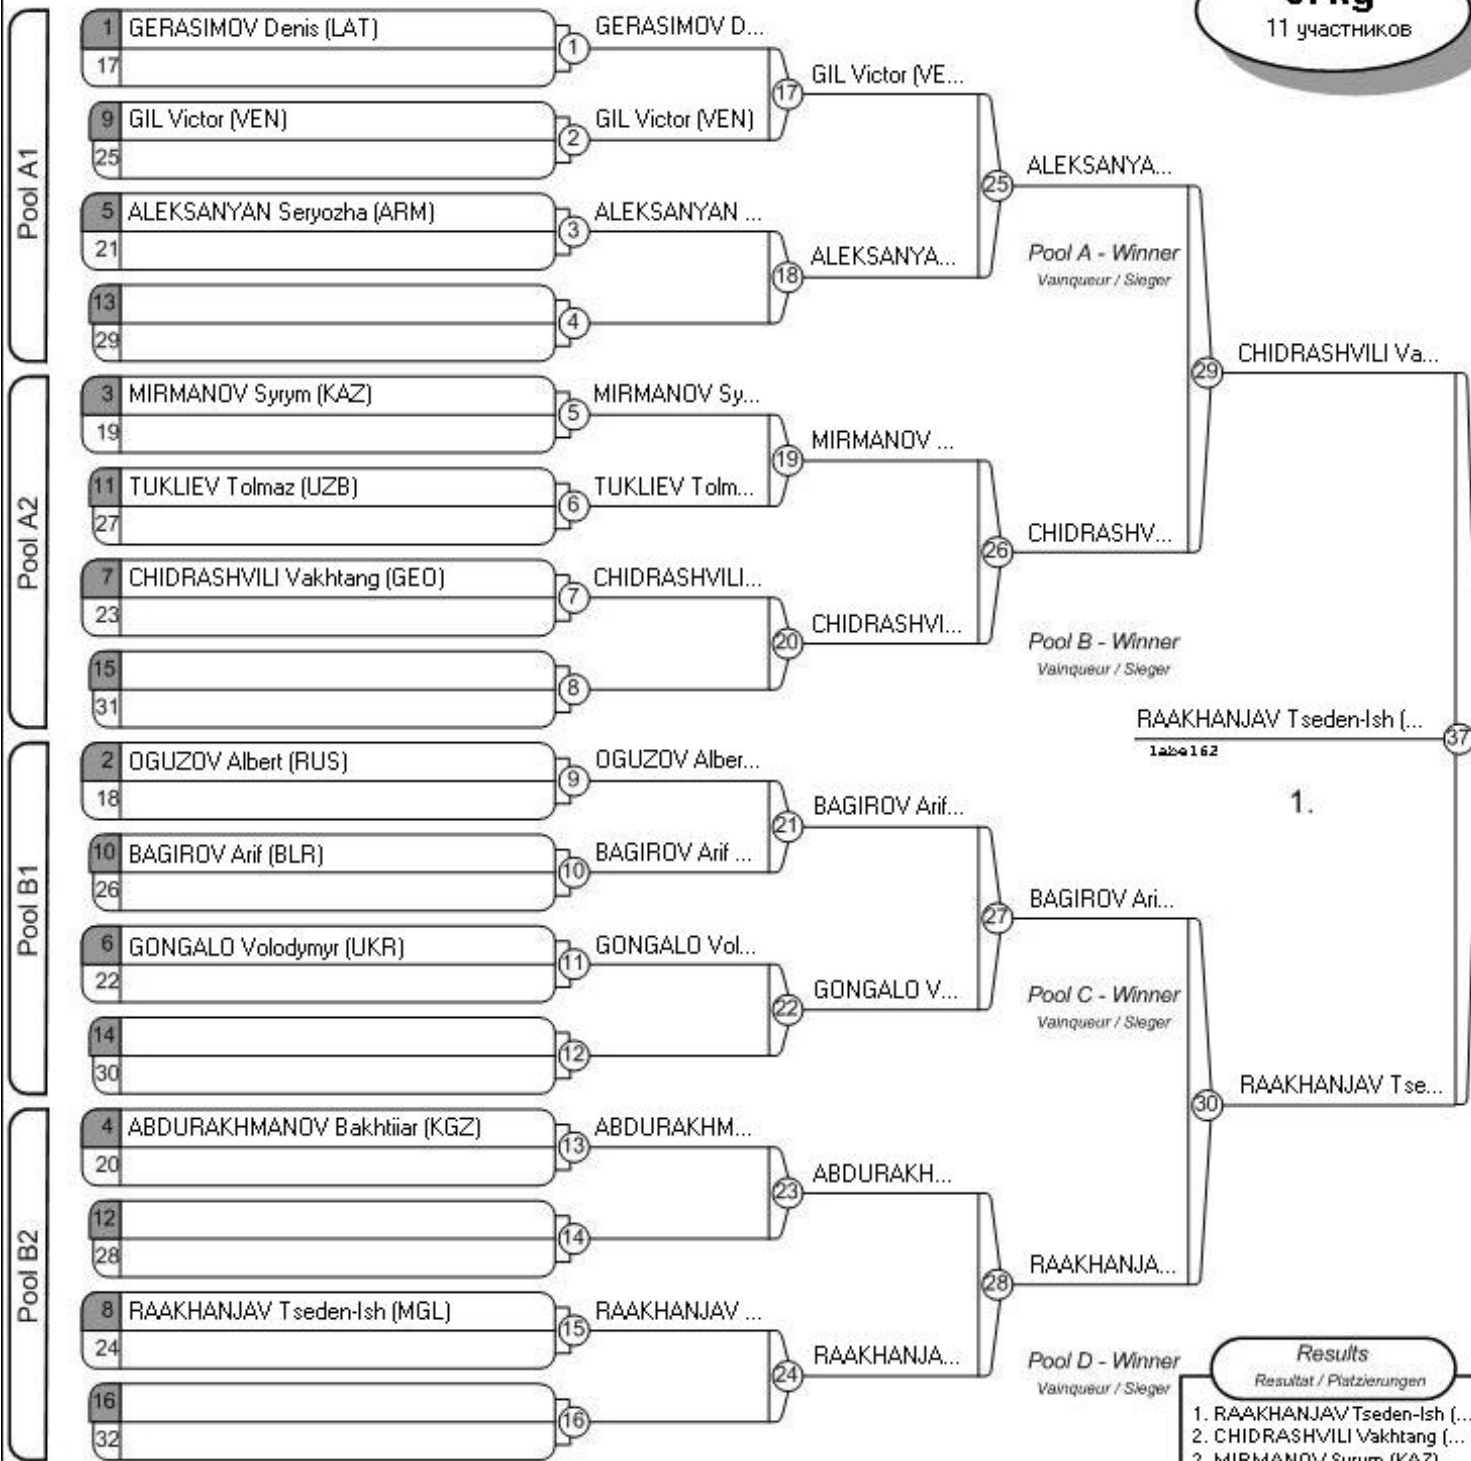 11 участников
Pool A1
1 GERASIMOV Denis (LAT)
17
1
GERASIMOV D...
9 GIL Victor (VEN)
25
2
GIL Victor (VEN)
17
GIL Victor (VE...
5 ALEKSANYAN Seryozha (ARM)
21
3
ALEKSANYAN ...
13
29
4
18
ALEKSANYA...
25
ALEKSANYA...
Pool A - Winner
Vainqueur / Sieger
Pool A2
3 MIRMANOV Syrym (KAZ)
19
5
MIRMANOV Sy...
11 TUKLIEV Tolmaz (UZB)
27
6
TUKLIEV Tolm...
19
MIRMANOV ...
7 CHIDRASHVILI Vakhtang (GEO)
23
7
CHIDRASHVILI...
15
31
8
20
CHIDRASHVI...
26
CHIDRASHV...
Pool B - Winner
Vainqueur / Sieger
29
CHIDRASHVILI Va...
RAAKHANJAV Tseden-Ish (...
37
label62
1.
Pool B1
2 OGUZOV Albert (RUS)
18
9
OGUZOV Alber...
10 BAGIROV Arif (BLR)
26
10
BAGIROV Arif ...
21
BAGIROV Arif...
6 GONGALO Volodymyr (UKR)
22
11
GONGALO Vol...
14
30
12
22
GONGALO V...
27
BAGIROV Ari...
Pool C - Winner
Vainqueur / Sieger
Pool B2
4 ABDURAKHMANOV Bakhtiiar (KGZ)
20
13
ABDURAKHM...
12
28
14
23
ABDURAKH...
8 RAAKHANJAV Tseden-Ish (MGL)
24
15
RAAKHANJAV ...
16
32
16
24
RAAKHANJA...
28
RAAKHANJA...
Pool D - Winner
Vainqueur / Sieger
30
RAAKHANJAV Tse...
Results
Resultat / Platzierungen
1. RAAKHANJAV Tseden-Ish (...
2. CHIDRASHVILI Vakhtang (...
MIRMANOV Syrym (KAZ)